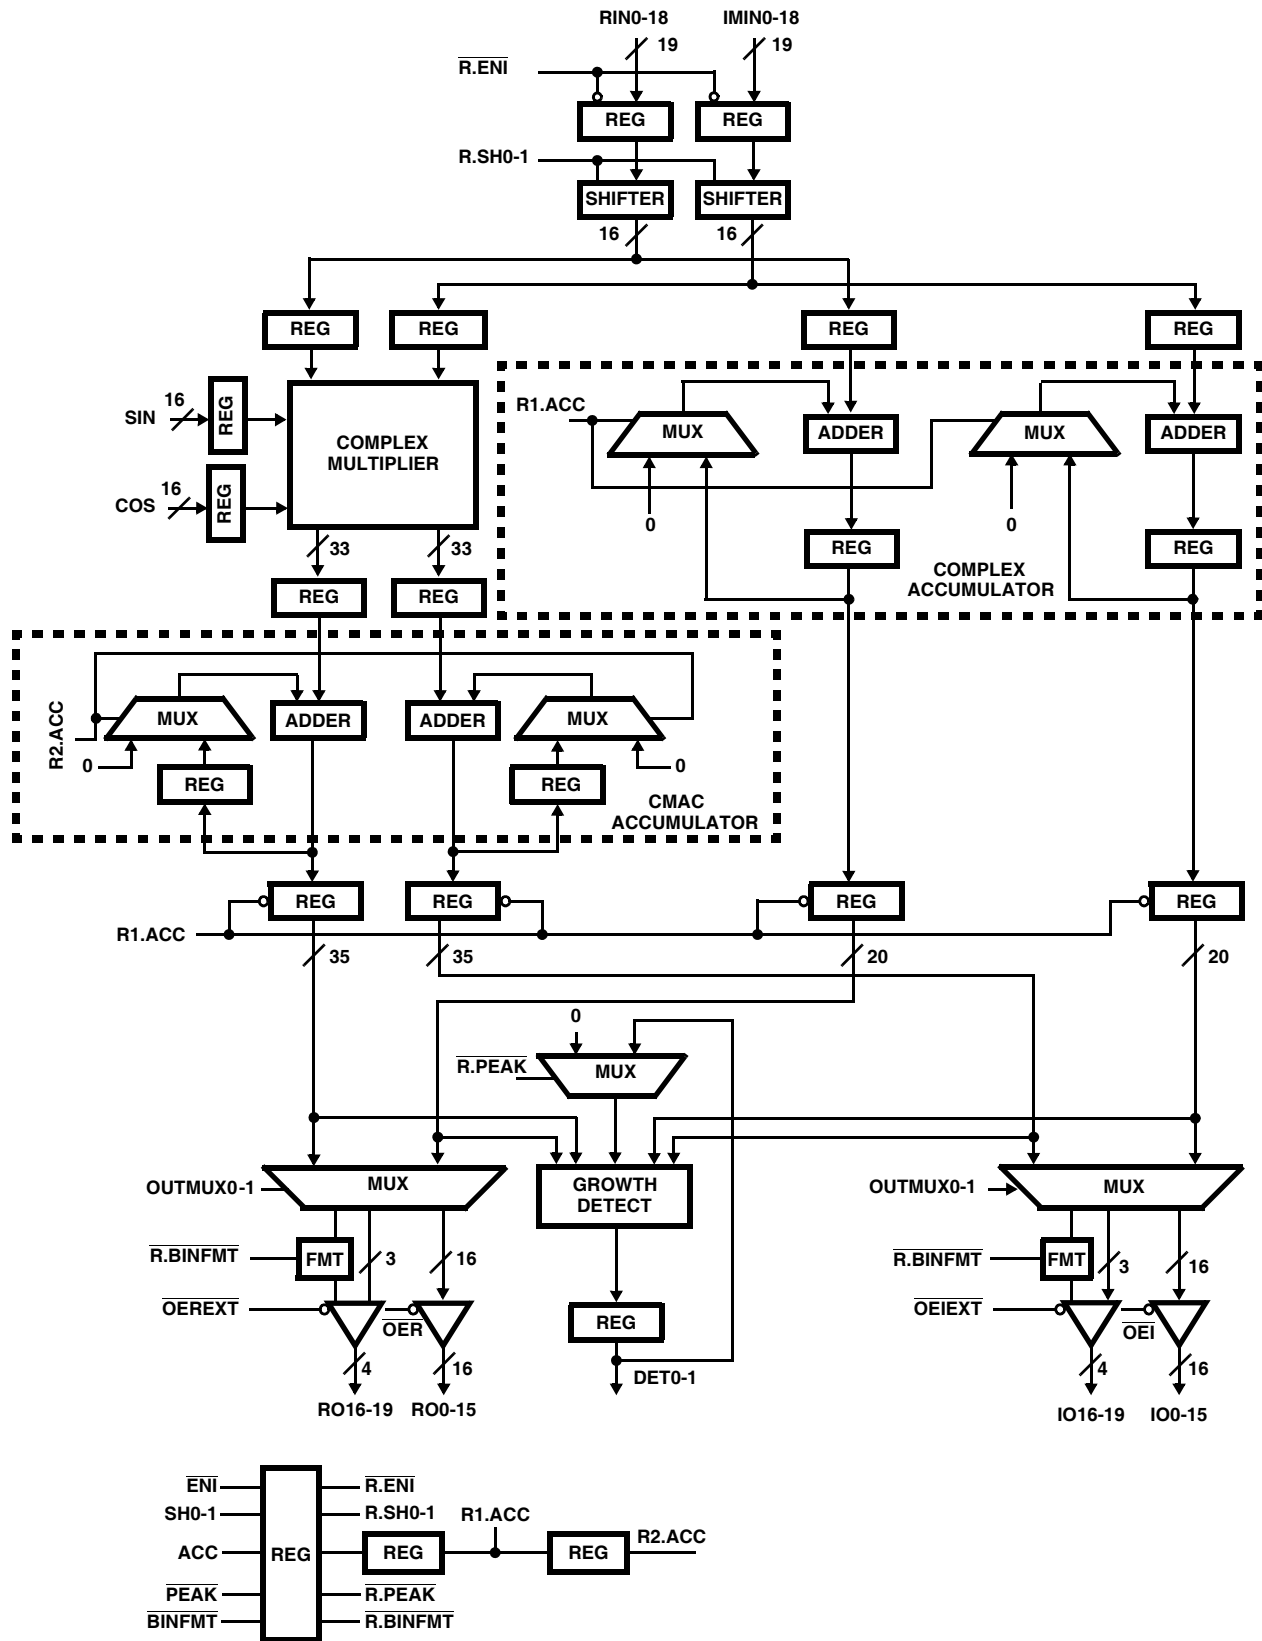 RIN0-18 IMIN0-18
19 19
R.ENI
REG REG
R.SH0-1
SHIFTER SHIFTER
16 16
REG REG REG REG
SIN 16 REG
COMPLEX
MULTIPLIER
COS 16 REG
33 33
REG REG
R1.ACC
MUX ADDER MUX ADDER
0 0
REG REG
COMPLEX
ACCUMULATOR
R2.ACC
MUX ADDER ADDER MUX
0 0
REG REG
CMAC
ACCUMULATOR
REG REG REG REG
R1.ACC
35 35 20 20
0
R.PEAK MUX
OUTMUX0-1 MUX
GROWTH
DETECT
OUTMUX0-1 MUX
R.BINFMT FMT 3 16
R.BINFMT FMT 3 16
OEREXT OER
REG
OEIEXT OEI
4 16
DET0-1
4 16
RO16-19 RO0-15
IO16-19 IO0-15
ENI R.ENI
SH0-1 R.SH0-1
R1.ACC
ACC REG REG REG R2.ACC
PEAK R.PEAK
BINFMT R.BINFMT